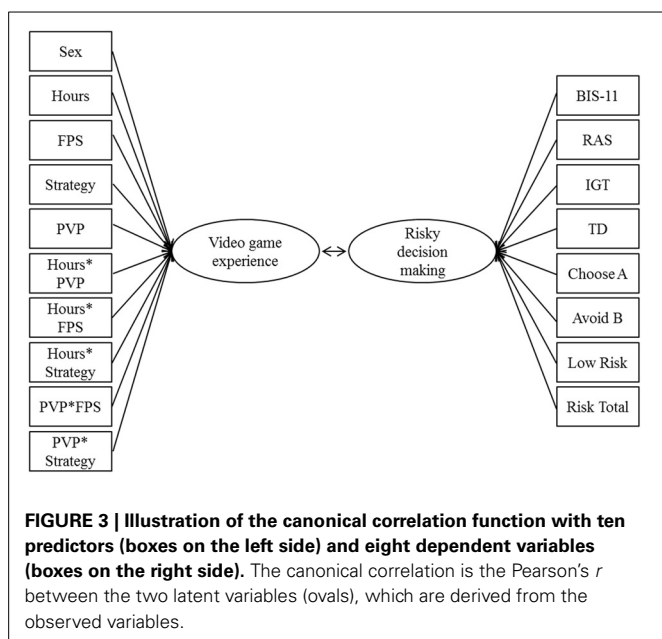 Sex
Hours
FPS
Strategy
PVP
Hours*
PVP
Hours*
FPS
Hours*
Strategy
PVP*FPS
PVP*
Strategy
Video game
experience
Risky
decision
making
BIS-11
RAS
IGT
TD
Choose A
Avoid B
Low Risk
Risk Total
FIGURE 3 | Illustration of the canonical correlation function with ten
predictors (boxes on the left side) and eight dependent variables
(boxes on the right side). The canonical correlation is the Pearson's r
between the two latent variables (ovals), which are derived from the
observed variables.